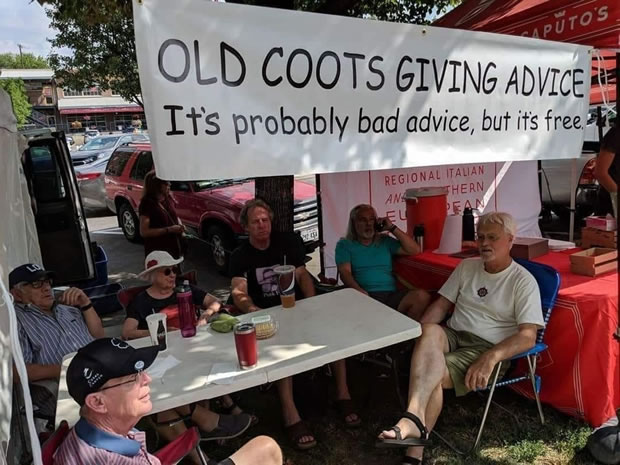 OLD COOTS GIVING ADVICE
It's probably bad advice, but it's free.
CAPUTO'S
REGIONAL ITALIAN